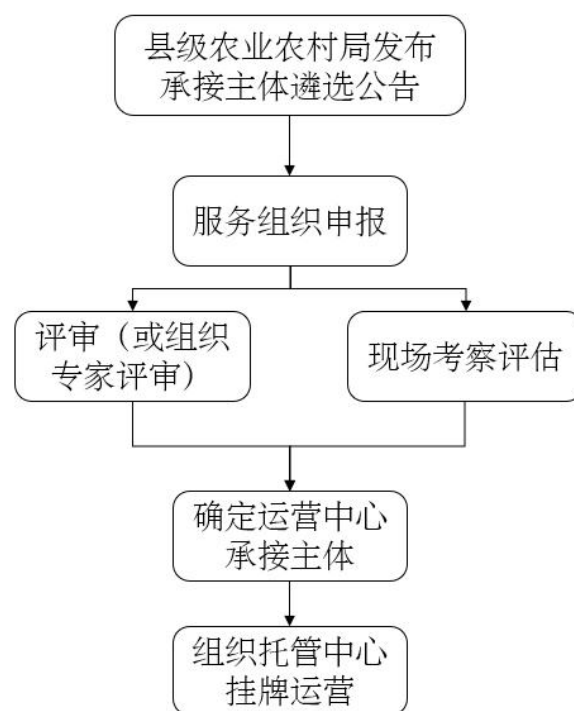 县级农业农村局发布
承接主体遴选公告
服务组织申报
评审（或组织
专家评审）
现场考察评估
确定运营中心
承接主体
组织托管中心
挂牌运营